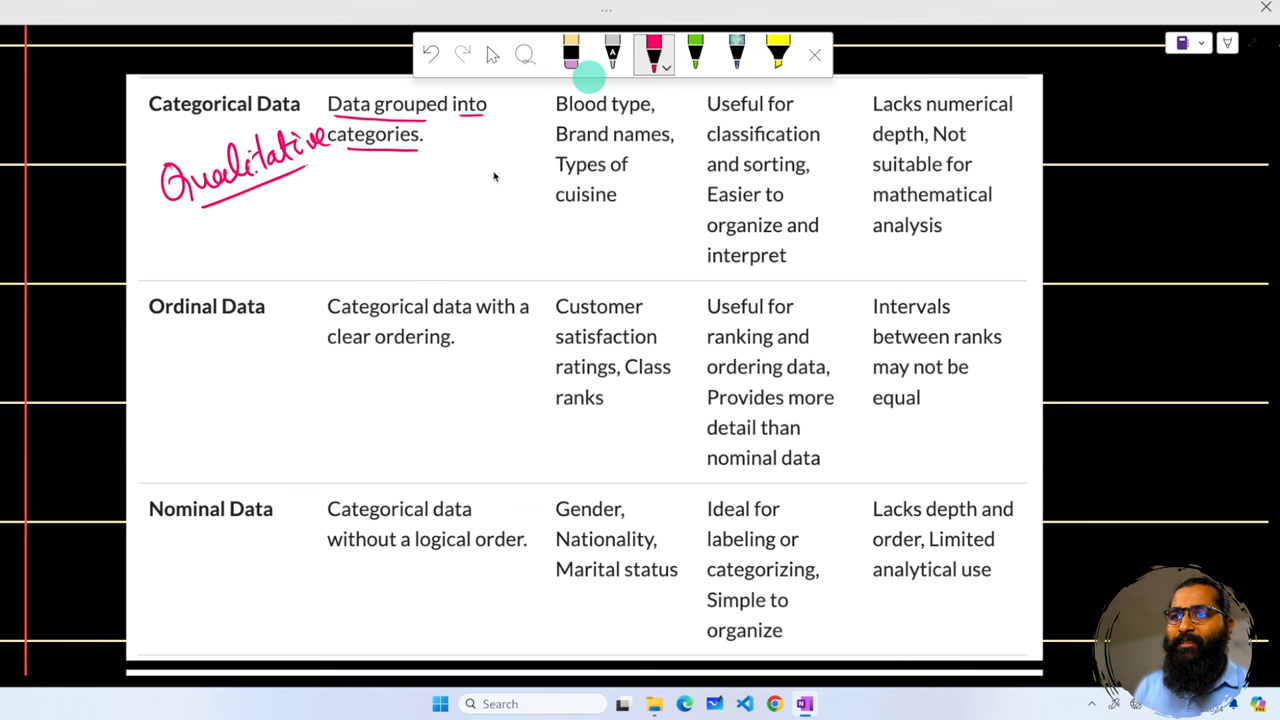 Categorical Data
Data grouped into
categories.
Blood type,
Brand names,
Types of
cuisine
Useful for
classification
and sorting,
Easier to
organize and
interpret
Lacks numerical
depth, Not
suitable for
mathematical
analysis
Qualitative
Ordinal Data
Categorical data with a
clear ordering.
Customer
satisfaction
ratings, Class
ranks
Useful for
ranking and
ordering data,
Provides more
detail than
nominal data
Intervals
between ranks
may not be
equal
Nominal Data
Categorical data
without a logical order.
Gender,
Nationality,
Marital status
Ideal for
labeling or
categorizing,
Simple to
organize
Lacks depth and
order, Limited
analytical use
Search